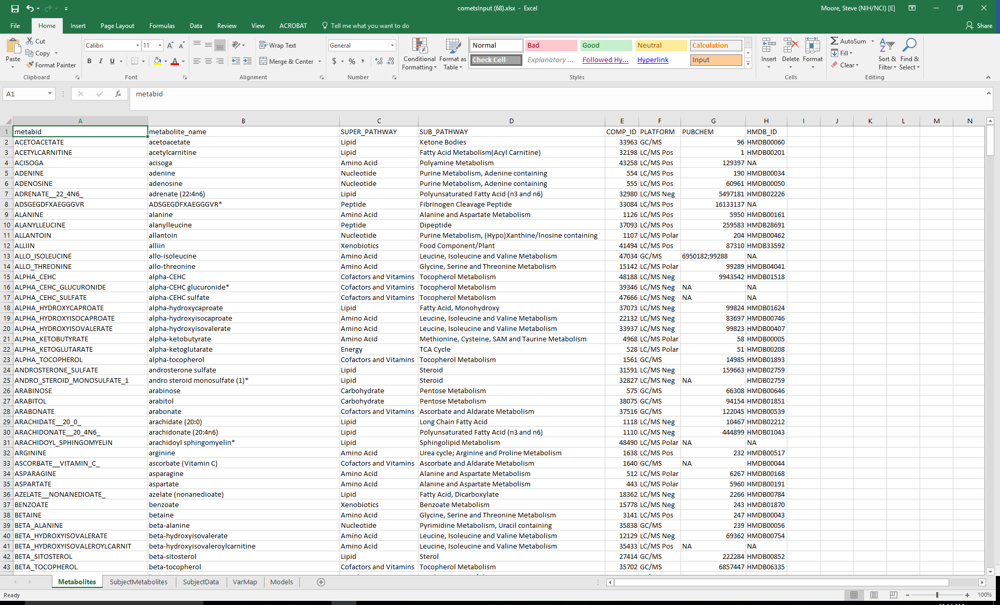 cometsInput (68).xlsx - Excel
Moore, Steve (NIH/NCI) [E]
File Home Insert Page Layout Formulas Data Review View ACROBAT Tell me what you want to do Share
Paste Cut Copy Format Painter
Calibri 11 B I U
Wrap Text Merge & Center
General $ % ,
Conditional Formatting Format as Table
Normal Bad Good Neutral Calculation
Check Cell Explanatory ... Followed Hy... Hyperlink Input
Insert Delete Format
AutoSum Fill Clear Sort & Filter Find & Select
Clipboard Font Alignment Number Styles Cells Editing
A1 fx metabid
A B C D E F G H I J K L M N
1 metabid metabolite_name SUPER_PATHWAY SUB_PATHWAY COMP_ID PLATFORM PUBCHEM HMDB_ID
2 ACETOACETATE acetoacetate Lipid Ketone Bodies 33963 GC/MS 96 HMDB00060
3 ACETYLCARNITINE acetylcarnitine Lipid Fatty Acid Metabolism(Acyl Carnitine) 32198 LC/MS Pos 1 HMDB00201
4 ACISOGA acisoga Amino Acid Polyamine Metabolism 43258 LC/MS Pos 129397 NA
5 ADENINE adenine Nucleotide Purine Metabolism, Adenine containing 554 LC/MS Pos 190 HMDB00034
6 ADENOSINE adenosine Nucleotide Purine Metabolism, Adenine containing 555 LC/MS Pos 60961 HMDB00050
7 ADRENATE__22_4N6_ adrenate (22:4n6) Lipid Polyunsaturated Fatty Acid (n3 and n6) 32980 LC/MS Neg 5497181 HMDB02226
8 ADSGEGDFXAEGGGVR ADSGEGDFXAEGGGVR* Peptide Fibrinogen Cleavage Peptide 33084 LC/MS Pos 16133137 NA
9 ALANINE alanine Amino Acid Alanine and Aspartate Metabolism 1126 LC/MS Pos 5950 HMDB00161
10 ALANYLLEUCINE alanylleucine Peptide Dipeptide 37093 LC/MS Pos 259583 HMDB28691
11 ALLANTOIN allantoin Nucleotide Purine Metabolism, (Hypo)Xanthine/Inosine containing 1107 LC/MS Polar 204 HMDB00462
12 ALLIIN alliin Xenobiotics Food Component/Plant 41494 LC/MS Pos 87310 HMDB33592
13 ALLO_ISOLEUCINE allo-isoleucine Amino Acid Leucine, Isoleucine and Valine Metabolism 47034 GC/MS 6950182;99288 NA
14 ALLO_THREONINE allo-threonine Amino Acid Glycine, Serine and Threonine Metabolism 15142 LC/MS Polar 99289 HMDB04041
15 ALPHA_CEHC alpha-CEHC Cofactors and Vitamins Tocopherol Metabolism 48188 LC/MS Neg 9943542 HMDB01518
16 ALPHA_CEHC_GLUCURONIDE alpha-CEHC glucuronide* Cofactors and Vitamins Tocopherol Metabolism 39346 LC/MS Neg NA NA
17 ALPHA_CEHC_SULFATE alpha-CEHC sulfate Cofactors and Vitamins Tocopherol Metabolism 47666 LC/MS Neg NA NA
18 ALPHA_HYDROXYCAPROATE alpha-hydroxycaproate Lipid Fatty Acid, Monohydroxy 37073 LC/MS Neg 99824 HMDB01624
19 ALPHA_HYDROXYISOCAPROATE alpha-hydroxyisocaproate Amino Acid Leucine, Isoleucine and Valine Metabolism 22132 LC/MS Neg 83697 HMDB00746
20 ALPHA_HYDROXYISOVALERATE alpha-hydroxyisovalerate Amino Acid Leucine, Isoleucine and Valine Metabolism 33937 LC/MS Neg 99823 HMDB00407
21 ALPHA_KETOBUTYRATE alpha-ketobutyrate Amino Acid Methionine, Cysteine, SAM and Taurine Metabolism 4968 LC/MS Polar 58 HMDB00005
22 ALPHA_KETOGLUTARATE alpha-ketoglutarate Energy TCA Cycle 528 LC/MS Polar 51 HMDB00208
23 ALPHA_TOCOPHEROL alpha-tocopherol Cofactors and Vitamins Tocopherol Metabolism 1561 GC/MS 14985 HMDB01893
24 ANDROSTERONE_SULFATE androsterone sulfate Lipid Steroid 31591 LC/MS Neg 159663 HMDB02759
25 ANDRO_STEROID_MONOSULFATE_1 andro steroid monosulfate (1)* Lipid Steroid 32827 LC/MS Neg NA HMDB02759
26 ARABINOSE arabinose Carbohydrate Pentose Metabolism 575 GC/MS 66308 HMDB00646
27 ARABITOL arabitol Carbohydrate Pentose Metabolism 38075 GC/MS 94154 HMDB01851
28 ARABONATE arabonate Cofactors and Vitamins Ascorbate and Aldarate Metabolism 37516 GC/MS 122045 HMDB00539
29 ARACHIDATE__20_0_ arachidate (20:0) Lipid Long Chain Fatty Acid 1118 LC/MS Neg 10467 HMDB02212
30 ARACHIDONATE__20_4N6_ arachidonate (20:4n6) Lipid Polyunsaturated Fatty Acid (n3 and n6) 1110 LC/MS Neg 444899 HMDB01043
31 ARACHIDOYL_SPHINGOMYELIN arachidoyl sphingomyelin* Lipid Sphingolipid Metabolism 48490 LC/MS Polar NA NA
32 ARGININE arginine Amino Acid Urea cycle; Arginine and Proline Metabolism 1638 LC/MS Pos 232 HMDB00517
33 ASCORBATE__VITAMIN_C_ ascorbate (Vitamin C) Cofactors and Vitamins Ascorbate and Aldarate Metabolism 1640 GC/MS NA HMDB00044
34 ASPARAGINE asparagine Amino Acid Alanine and Aspartate Metabolism 512 LC/MS Polar 6267 HMDB00168
35 ASPARTATE aspartate Amino Acid Alanine and Aspartate Metabolism 443 LC/MS Polar 5960 HMDB00191
36 AZELATE__NONANEDIOATE_ azelate (nonanedioate) Lipid Fatty Acid, Dicarboxylate 18362 LC/MS Neg 2266 HMDB00784
37 BENZOATE benzoate Xenobiotics Benzoate Metabolism 15778 LC/MS Neg 243 HMDB01870
38 BETAINE betaine Amino Acid Glycine, Serine and Threonine Metabolism 3141 LC/MS Pos 247 HMDB00043
39 BETA_ALANINE beta-alanine Nucleotide Pyrimidine Metabolism, Uracil containing 35838 GC/MS 239 HMDB00056
40 BETA_HYDROXYISOVALERATE beta-hydroxyisovalerate Amino Acid Leucine, Isoleucine and Valine Metabolism 12129 LC/MS Neg 69362 HMDB00754
41 BETA_HYDROXYISOVALEROYLCARNIT beta-hydroxyisovaleroylcarnitine Amino Acid Leucine, Isoleucine and Valine Metabolism 35433 LC/MS Pos NA NA
42 BETA_SITOSTEROL beta-sitosterol Lipid Sterol 27414 GC/MS 222284 HMDB00852
43 BETA_TOCOPHEROL beta-tocopherol Cofactors and Vitamins Tocopherol Metabolism 35702 GC/MS 6857447 HMDB06335
Metabolites SubjectMetabolites SubjectData VarMap Models
Ready 100%